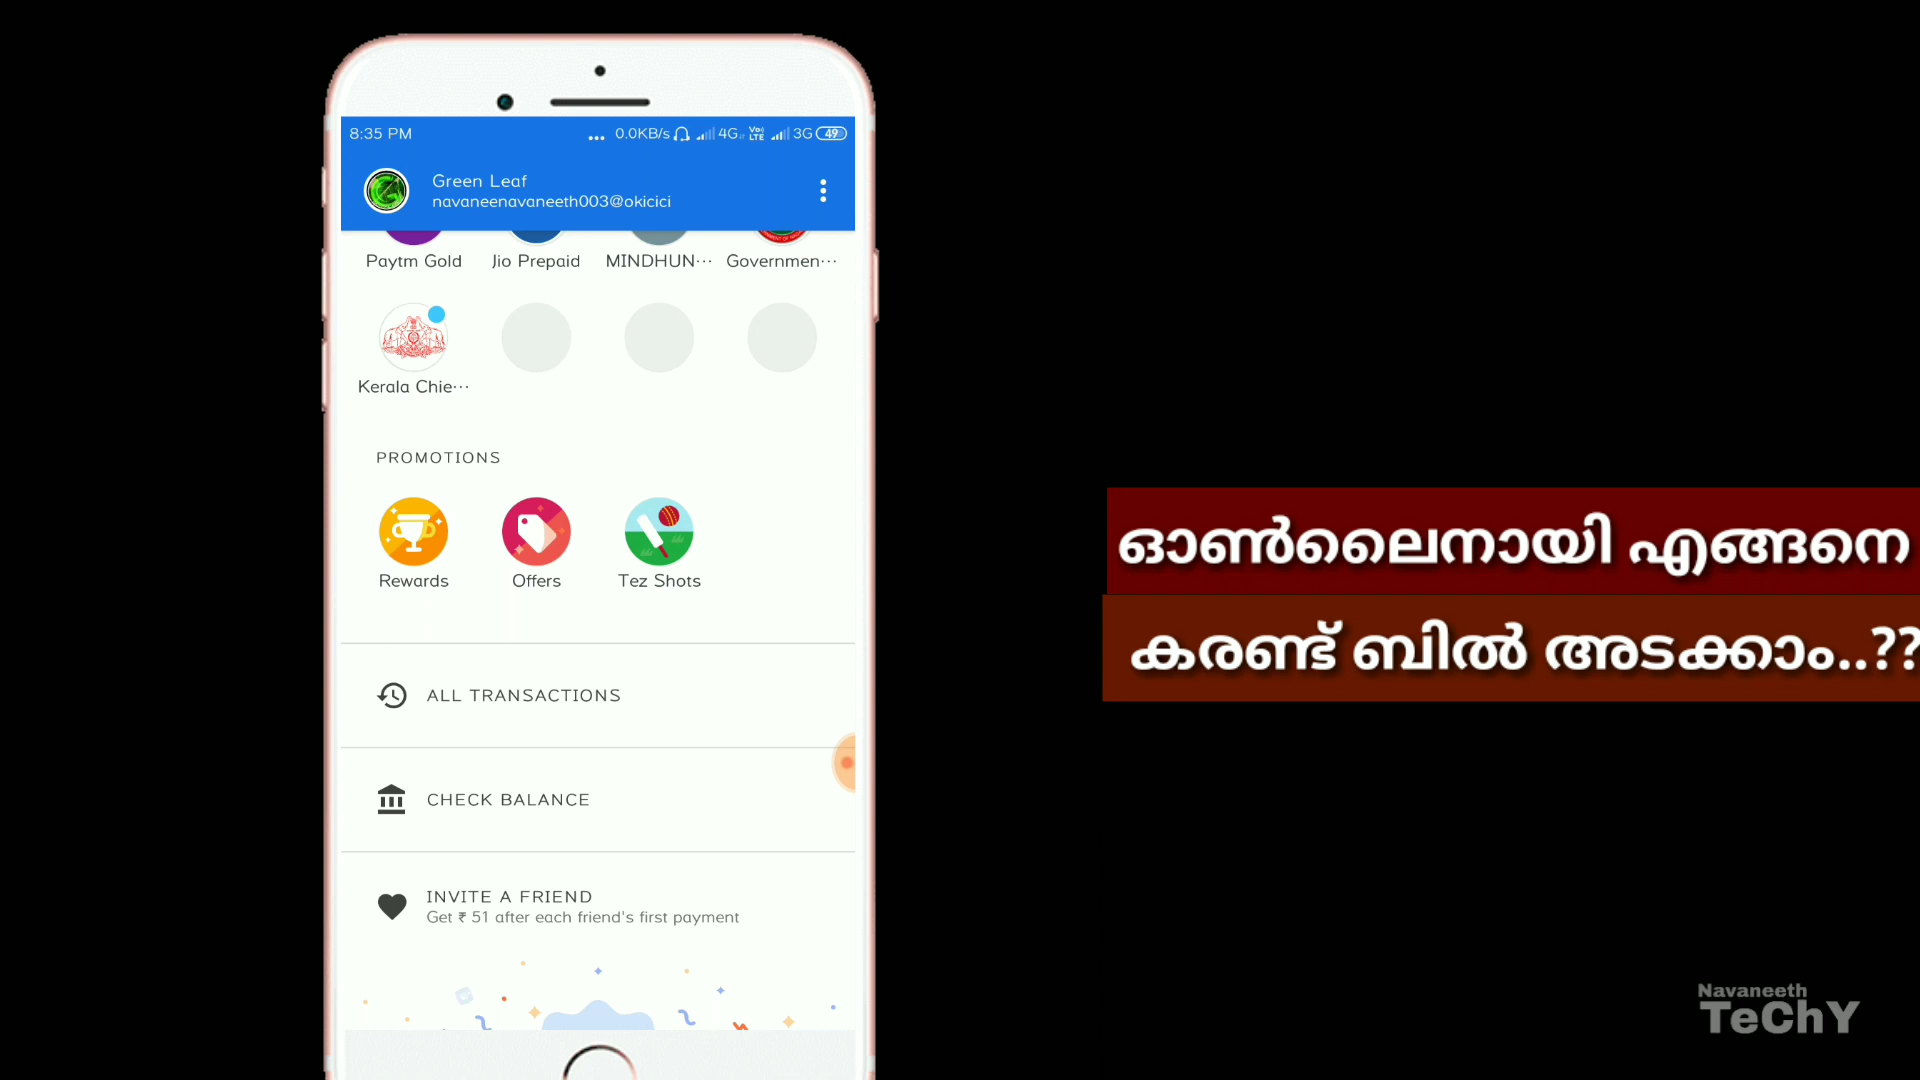 8:35 PM ... 0.0KB/s 4G Vo) LTE 3G 49
Green Leaf
navaneenavaneeth003@okicici
Paytm Gold Jio Prepaid MINDHUN... Governmen...
Kerala Chie...
PROMOTIONS
Rewards Offers Tez Shots
ALL TRANSACTIONS
CHECK BALANCE
INVITE A FRIEND
Get ₹ 51 after each friend's first payment
ഓൺലൈനായി എങ്ങനെ
കരണ്ട് ബിൽ അടക്കാം..??
Navaneeth
TeChY